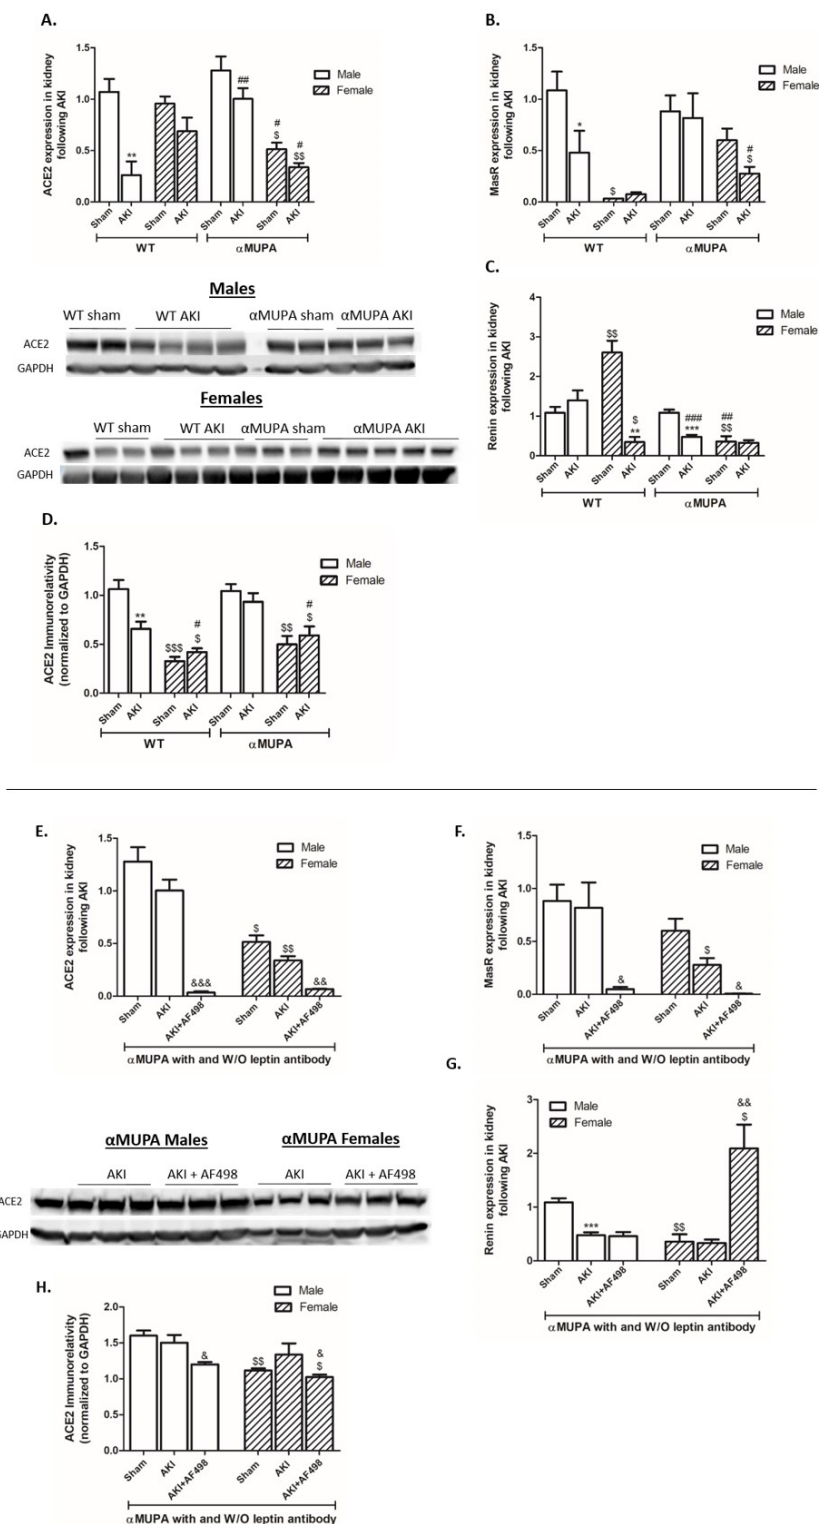 A.
ACE2 expression in kidney
following AKI
1.5
1.0
0.5
0.0
**
##
#
$
#
$$
Male
Female
Sham
AKI
Sham
AKI
Sham
AKI
Sham
AKI
WT
αMUPA
B.
MasR expression in kidney
following AKI
1.5
1.0
0.5
0.0
*
$
#
$
Male
Female
Sham
AKI
Sham
AKI
Sham
AKI
Sham
AKI
WT
αMUPA
Males
WT sham WT AKI αMUPA sham αMUPA AKI
ACE2
GAPDH
Females
WT sham WT AKI αMUPA sham αMUPA AKI
ACE2
GAPDH
C.
Renin expression in kidney
following AKI
4
3
2
1
0
$$
$
**
###
***
##
$$
Male
Female
Sham
AKI
Sham
AKI
Sham
AKI
Sham
AKI
WT
αMUPA
D.
ACE2 Immunorelativity
(normalized to GAPDH)
1.5
1.0
0.5
0.0
**
$$$
#
$
$$
#
$
Male
Female
Sham
AKI
Sham
AKI
Sham
AKI
Sham
AKI
WT
αMUPA
E.
ACE2 expression in kidney
following AKI
1.5
1.0
0.5
0.0
&&&
$
$$
&&
Male
Female
Sham
AKI
AKI+AF498
Sham
AKI
AKI+AF498
αMUPA with and W/O leptin antibody
F.
MasR expression in kidney
following AKI
1.5
1.0
0.5
0.0
&
$
&
Male
Female
Sham
AKI
AKI+AF498
Sham
AKI
AKI+AF498
αMUPA with and W/O leptin antibody
αMUPA Males αMUPA Females
AKI AKI + AF498 AKI AKI + AF498
ACE2
GAPDH
G.
Renin expression in kidney
following AKI
3
2
1
0
***
$$
&&
$
Male
Female
Sham
AKI
AKI+AF498
Sham
AKI
AKI+AF498
αMUPA with and W/O leptin antibody
H.
ACE2 Immunorelativity
(normalized to GAPDH)
2.0
1.5
1.0
0.5
0.0
&
$$
&
$
Male
Female
Sham
AKI
AKI+AF498
Sham
AKI
AKI+AF498
αMUPA with and W/O leptin antibody